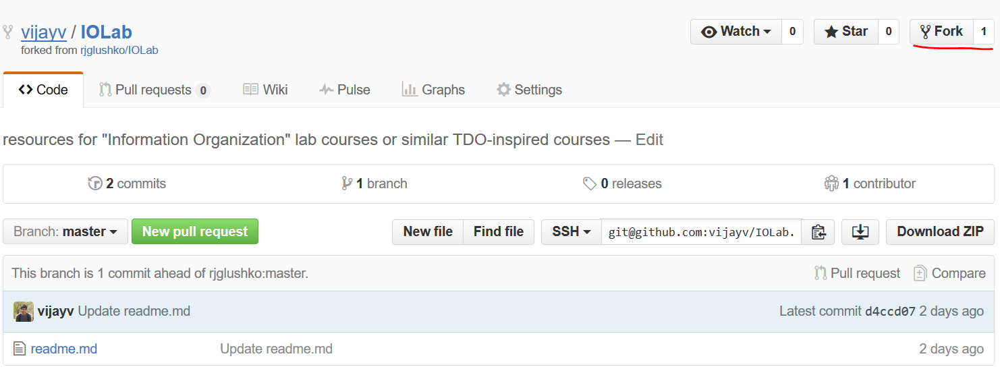 vijayv / IOLab Watch 0 Star 0 Fork 1
forked from rjglushko/IOLab
Code Pull requests 0 Wiki Pulse Graphs Settings
resources for "Information Organization" lab courses or similar TDO-inspired courses — Edit
2 commits 1 branch 0 releases 1 contributor
Branch: master New pull request New file Find file SSH git@github.com:vijayv/IOLab. Download ZIP
This branch is 1 commit ahead of rjglushko:master. Pull request Compare
vijayv Update readme.md Latest commit d4ccd07 2 days ago
readme.md Update readme.md 2 days ago